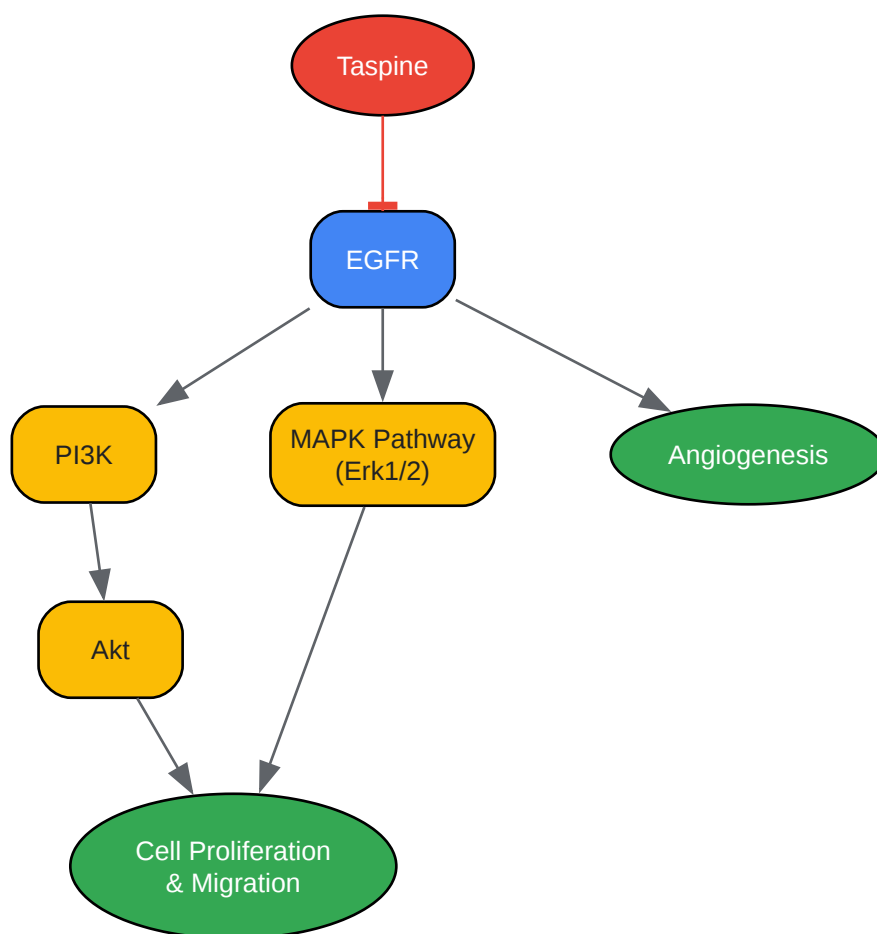 Taspine
EGFR
PI3K
MAPK Pathway
(Erk1/2)
Angiogenesis
Akt
Cell Proliferation
& Migration